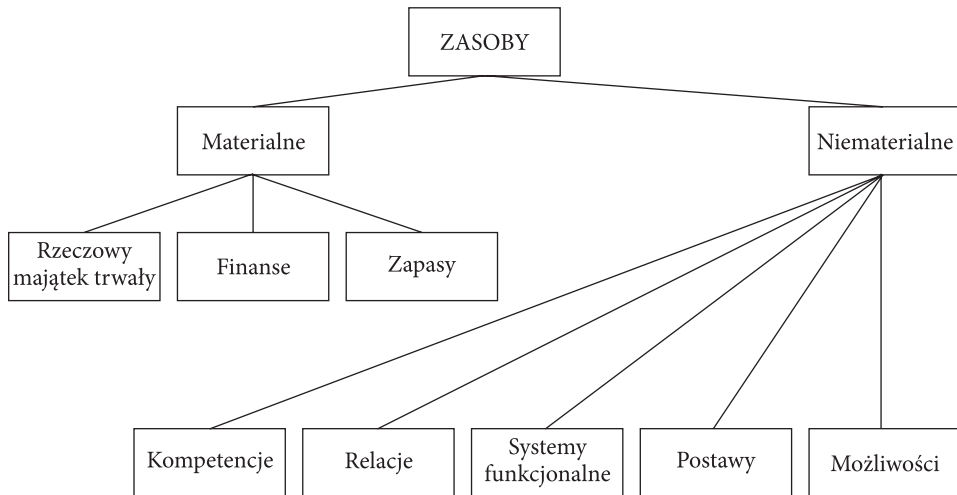 ZASOBY
Materialne
Niematerialne
Rzeczowy
majątek trwały
Finanse
Zapasy
Kompetencje
Relacje
Systemy
funkcjonalne
Postawy
Możliwości